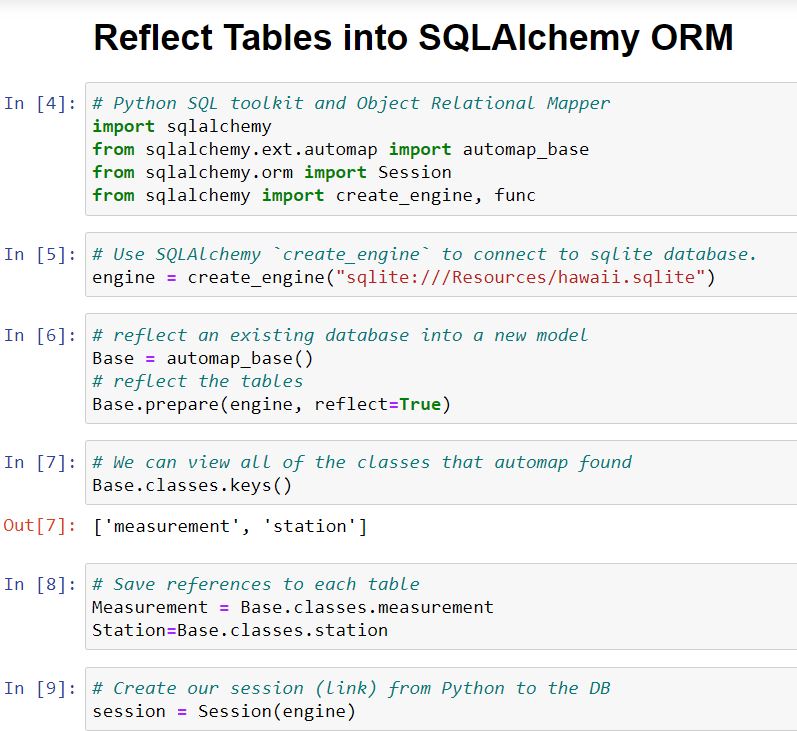 Reflect Tables into SQLAlchemy ORM
In [4]: # Python SQL toolkit and Object Relational Mapper
import sqlalchemy
from sqlalchemy.ext.automap import automap_base
from sqlalchemy.orm import Session
from sqlalchemy import create_engine, func
In [5]: # Use SQLAlchemy `create_engine` to connect to sqlite database.
engine = create_engine("sqlite:///Resources/hawaii.sqlite")
In [6]: # reflect an existing database into a new model
Base = automap_base()
# reflect the tables
Base.prepare(engine, reflect=True)
In [7]: # We can view all of the classes that automap found
Base.classes.keys()
Out[7]: ['measurement', 'station']
In [8]: # Save references to each table
Measurement = Base.classes.measurement
Station=Base.classes.station
In [9]: # Create our session (link) from Python to the DB
session = Session(engine)